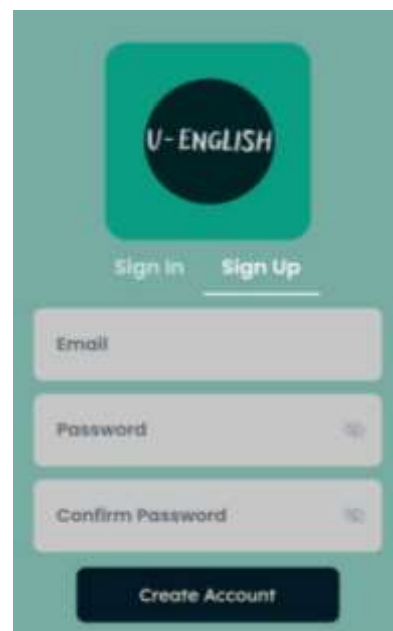 U-ENGLISH
Sign In Sign Up
Email
Password
Confirm Password
Create Account